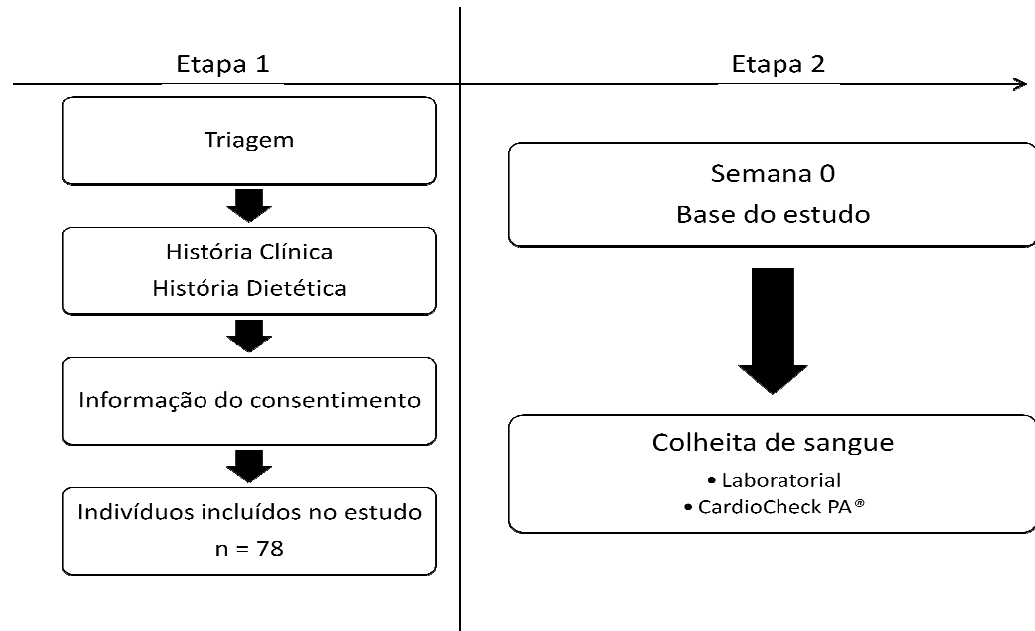 Etapa 1
Triagem
História Clínica
História Dietética
Informação do consentimento
Indivíduos incluídos no estudo
n = 78
Etapa 2
Semana 0
Base do estudo
Colheita de sangue
• Laboratorial
• CardioCheck PA®